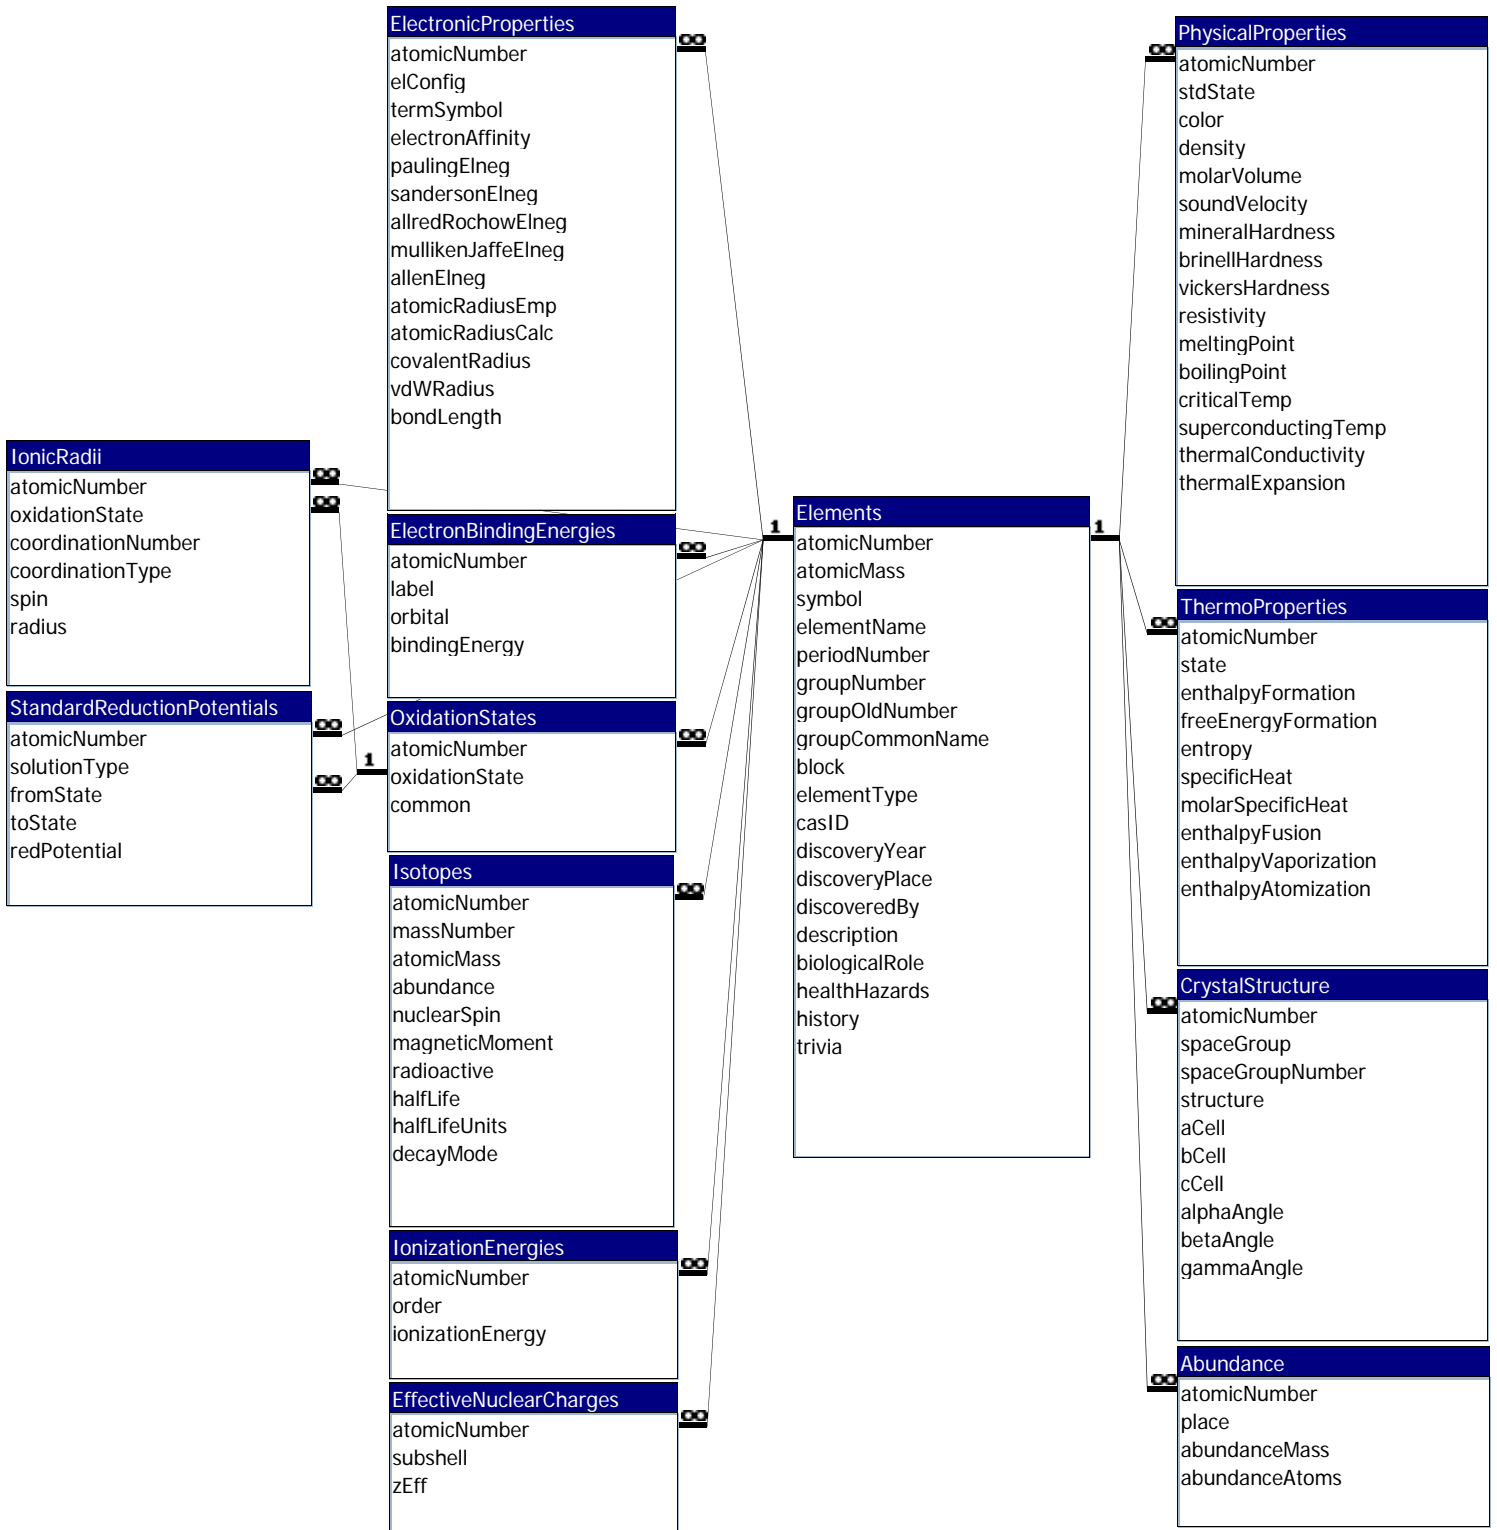 ElectronicProperties
atomicNumber
elConfig
termSymbol
electronAffinity
paulingElneg
sandersonElneg
allredRochowElneg
mullikenJaffeElneg
allenElneg
atomicRadiusEmp
atomicRadiusCalc
covalentRadius
vdWRadius
bondLength
∞
IonicRadii
atomicNumber
oxidationState
coordinationNumber
coordinationType
spin
radius
∞
∞
StandardReductionPotentials
atomicNumber
solutionType
fromState
toState
redPotential
∞
∞
1
ElectronBindingEnergies
atomicNumber
label
orbital
bindingEnergy
∞
OxidationStates
atomicNumber
oxidationState
common
∞
Isotopes
atomicNumber
massNumber
atomicMass
abundance
nuclearSpin
magneticMoment
radioactive
halfLife
halfLifeUnits
decayMode
∞
IonizationEnergies
atomicNumber
order
ionizationEnergy
∞
EffectiveNuclearCharges
atomicNumber
subshell
zEff
∞
1
Elements
atomicNumber
atomicMass
symbol
elementName
periodNumber
groupNumber
groupOldNumber
groupCommonName
block
elementType
casID
discoveryYear
discoveryPlace
discoveredBy
description
biologicalRole
healthHazards
history
trivia
1
∞
PhysicalProperties
atomicNumber
stdState
color
density
molarVolume
soundVelocity
mineralHardness
brinellHardness
vickersHardness
resistivity
meltingPoint
boilingPoint
criticalTemp
superconductingTemp
thermalConductivity
thermalExpansion
∞
ThermoProperties
atomicNumber
state
enthalpyFormation
freeEnergyFormation
entropy
specificHeat
molarSpecificHeat
enthalpyFusion
enthalpyVaporization
enthalpyAtomization
∞
CrystalStructure
atomicNumber
spaceGroup
spaceGroupNumber
structure
aCell
bCell
cCell
alphaAngle
betaAngle
gammaAngle
∞
Abundance
atomicNumber
place
abundanceMass
abundanceAtoms